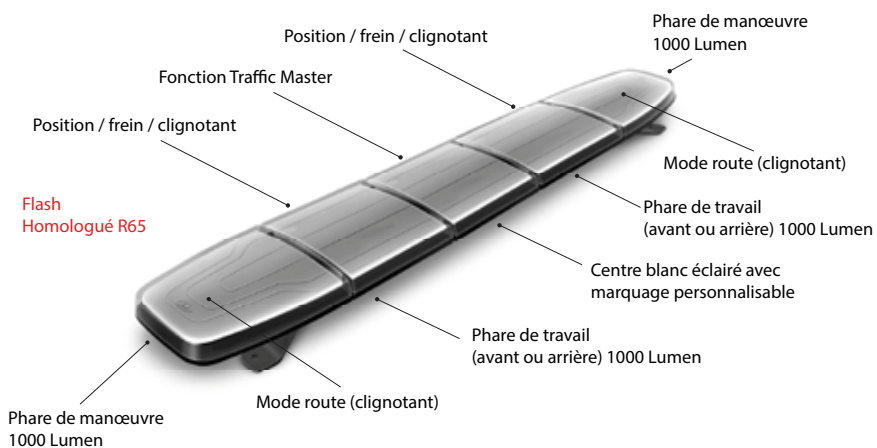 Phare de manœuvre
1000 Lumen
Position / frein / clignotant
Fonction Traffic Master
Position / frein / clignotant
Mode route (clignotant)
Flash
Homologué R65
Phare de travail
(avant ou arrière) 1000 Lumen
Centre blanc éclairé avec
marquage personnalisable
Phare de travail
(avant ou arrière) 1000 Lumen
Mode route (clignotant)
Phare de manœuvre
1000 Lumen